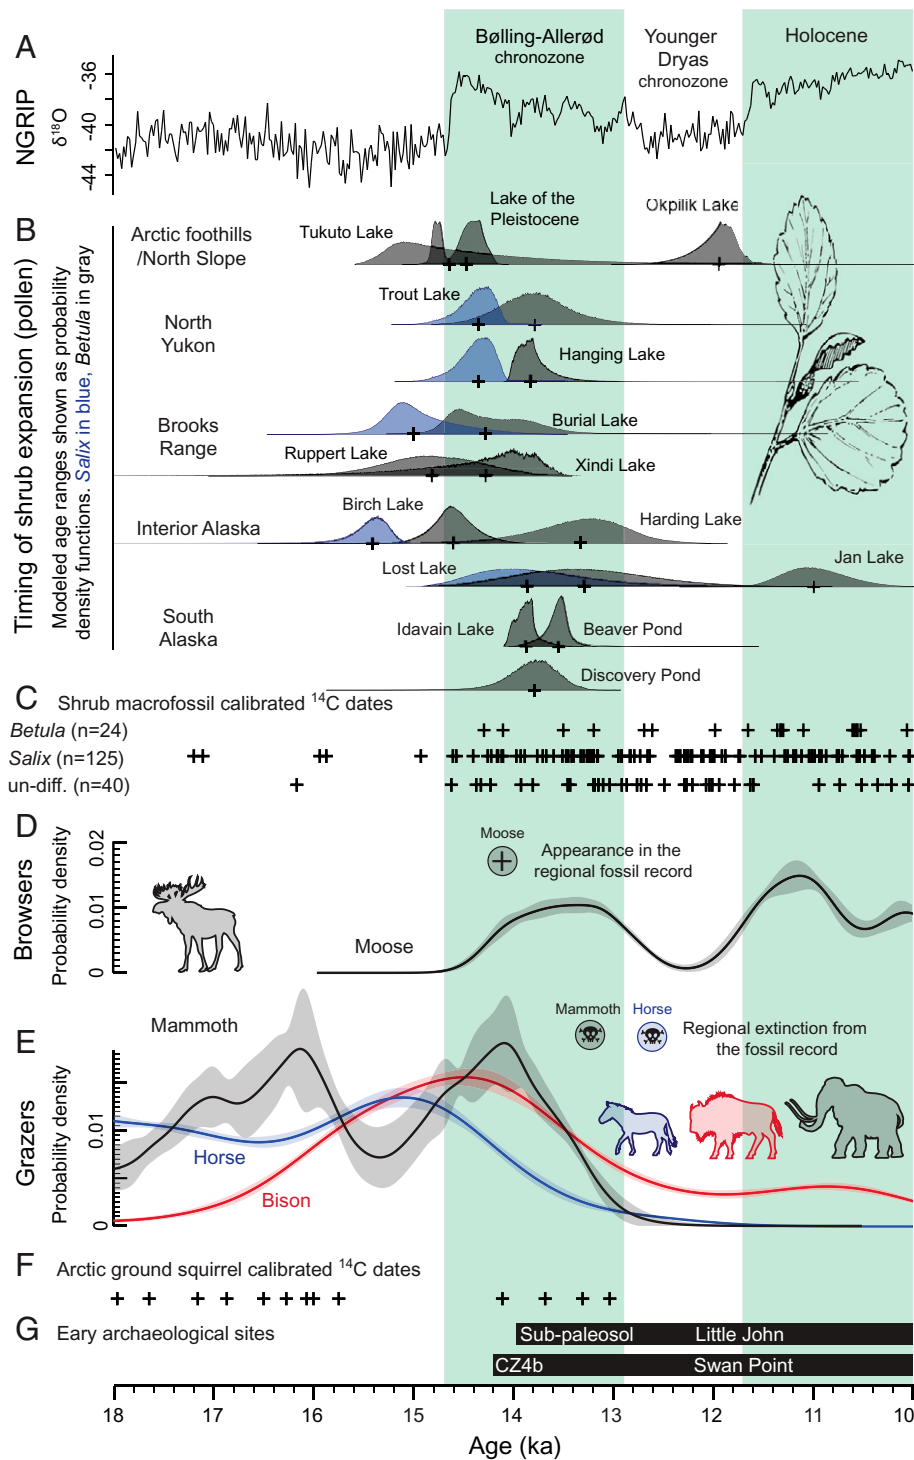 A
NGRIP
δ18O
-36
-40
-44
Bølling-Allerød
chronozone
Younger
Dryas
chronozone
Holocene
B
Timing of shrub expansion (pollen)
Modeled age ranges shown as probability
density functions. Salix in blue, Betula in gray
Arctic foothills
/North Slope
Tukuto Lake
Lake of the
Pleistocene
Okpilik Lake
North
Yukon
Trout Lake
Hanging Lake
Brooks
Range
Burial Lake
Ruppert Lake
Xindi Lake
Interior Alaska
Birch Lake
Harding Lake
Lost Lake
Jan Lake
South
Alaska
Idavain Lake
Beaver Pond
Discovery Pond
C
Shrub macrofossil calibrated 14C dates
Betula (n=24)
Salix (n=125)
un-diff. (n=40)
D
Browsers
Probability density
0.02
0.01
0
Moose
Appearance in the
regional fossil record
Moose
E
Grazers
Probability density
0.01
0
Mammoth
Horse
Bison
Mammoth
Horse
Regional extinction from
the fossil record
F
Arctic ground squirrel calibrated 14C dates
G
Eary archaeological sites
Sub-paleosol
Little John
CZ4b
Swan Point
18
17
16
15
14
13
12
11
10
Age (ka)